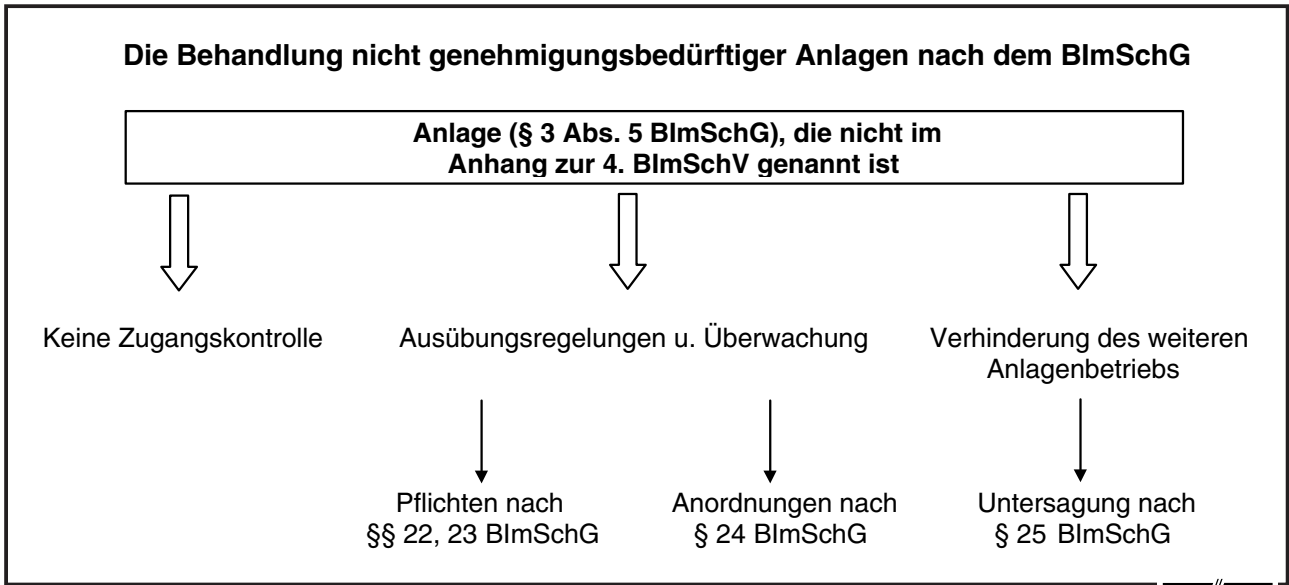 Die Behandlung nicht genehmigungsbedürftiger Anlagen nach dem BImSchG
Anlage (§ 3 Abs. 5 BImSchG), die nicht im
Anhang zur 4. BImSchV genannt ist
Keine Zugangskontrolle
Ausübungsregelungen u. Überwachung
Verhinderung des weiteren
Anlagenbetriebs
Pflichten nach
§§ 22, 23 BImSchG
Anordnungen nach
§ 24 BImSchG
Untersagung nach
§ 25 BImSchG